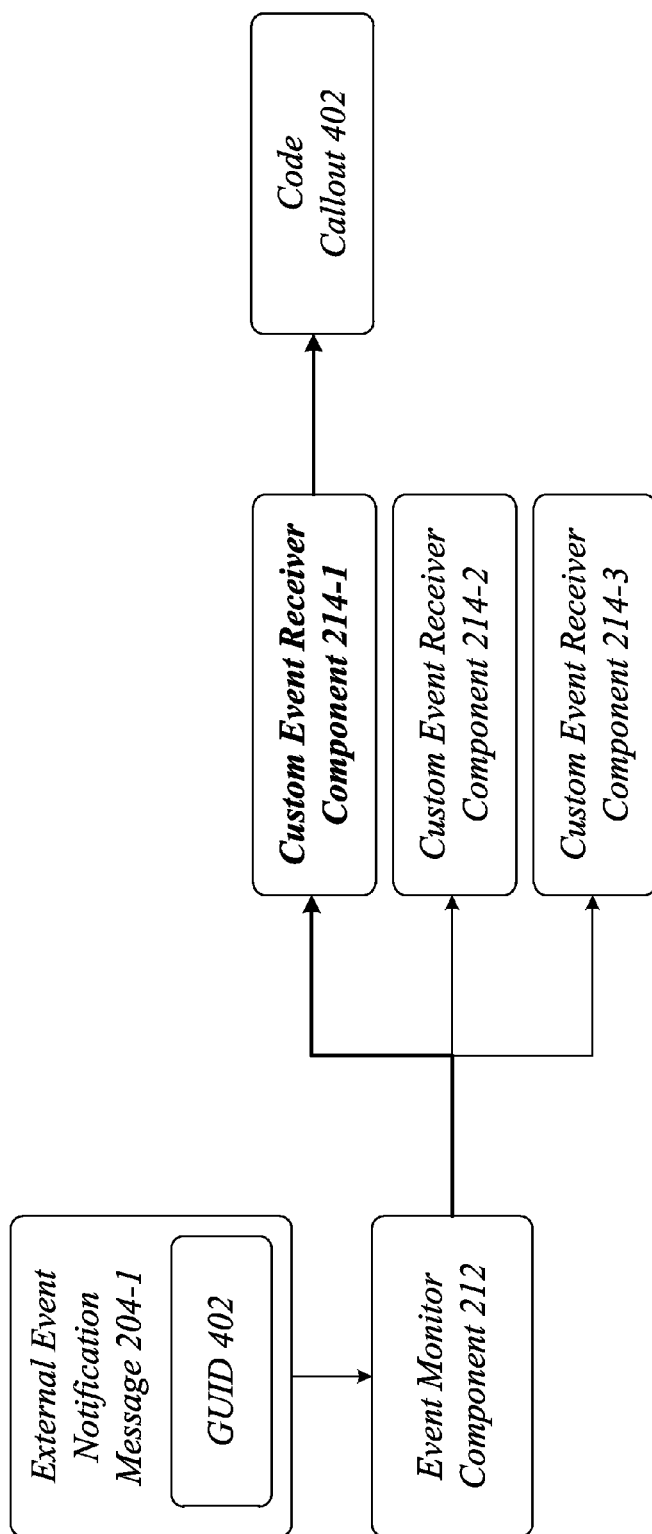 External Event
Notification
Message 204-1
GUID 402
Event Monitor
Component 212
Custom Event Receiver
Component 214-1
Custom Event Receiver
Component 214-2
Custom Event Receiver
Component 214-3
Code
Callout 402